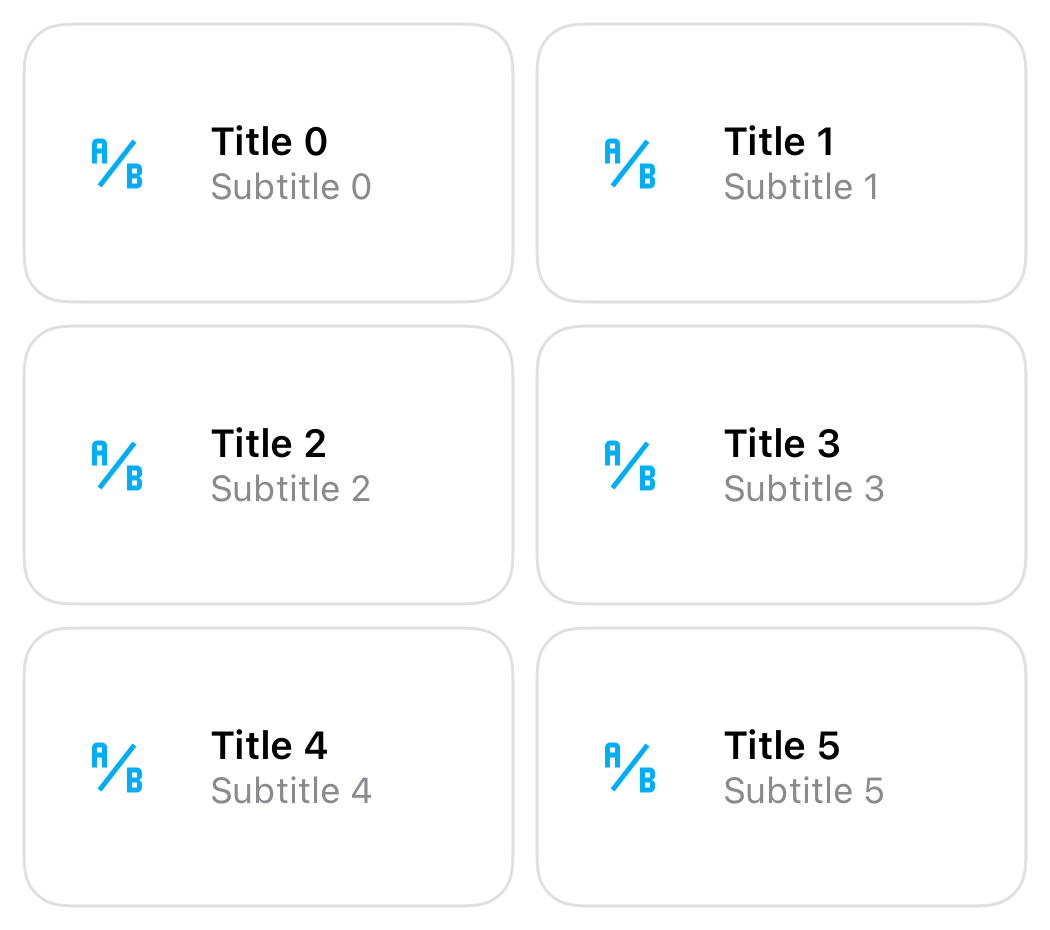 A/B
Title 0
Subtitle 0
A/B
Title 1
Subtitle 1
A/B
Title 2
Subtitle 2
A/B
Title 3
Subtitle 3
A/B
Title 4
Subtitle 4
A/B
Title 5
Subtitle 5